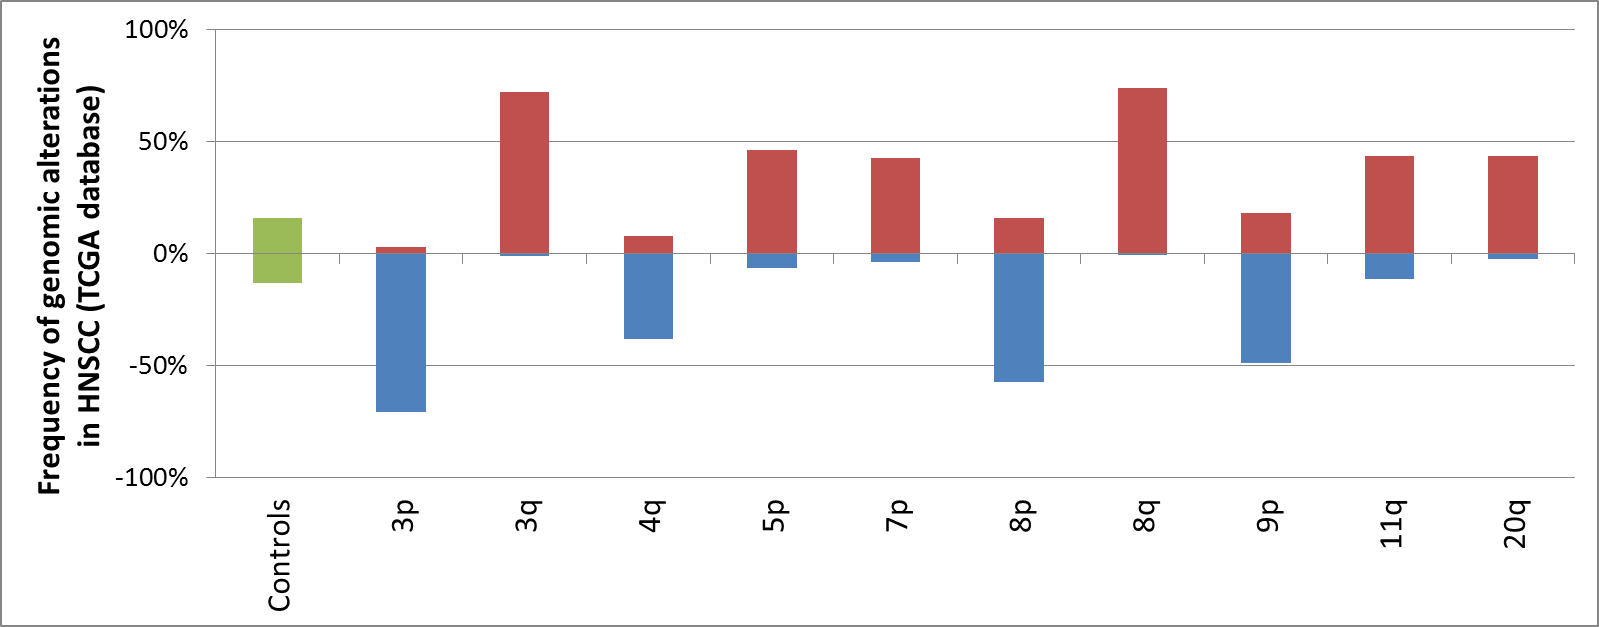 Frequency of genomic alterations
in HNSCC (TCGA database)
100%
50%
0%
-50%
-100%
Controls
3p
3q
4q
5p
7p
8p
8q
9p
11q
20q